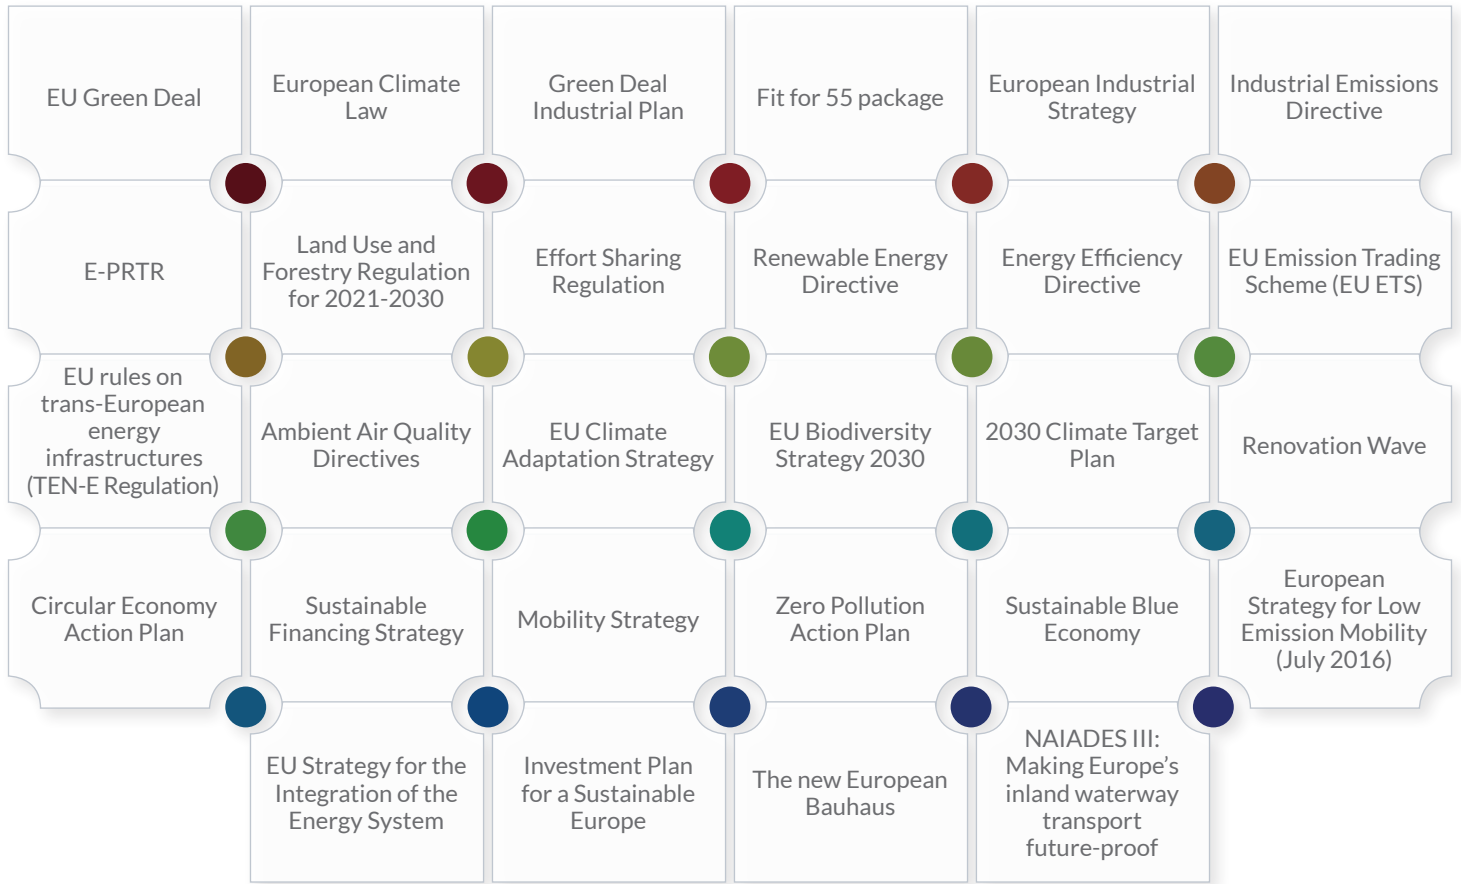 EU Green Deal
European Climate
Law
Green Deal
Industrial Plan
Fit for 55 package
European Industrial
Strategy
Industrial Emissions
Directive
E-PRTR
Land Use and
Forestry Regulation
for 2021-2030
Effort Sharing
Regulation
Renewable Energy
Directive
Energy Efficiency
Directive
EU Emission Trading
Scheme (EU ETS)
EU rules on
trans-European
energy
infrastructures
(TEN-E Regulation)
Ambient Air Quality
Directives
EU Climate
Adaptation Strategy
EU Biodiversity
Strategy 2030
2030 Climate Target
Plan
Renovation Wave
Circular Economy
Action Plan
Sustainable
Financing Strategy
Mobility Strategy
Zero Pollution
Action Plan
Sustainable Blue
Economy
European
Strategy for Low
Emission Mobility
(July 2016)
EU Strategy for the
Integration of the
Energy System
Investment Plan
for a Sustainable
Europe
The new European
Bauhaus
NAIADES III:
Making Europe’s
inland waterway
transport
future-proof